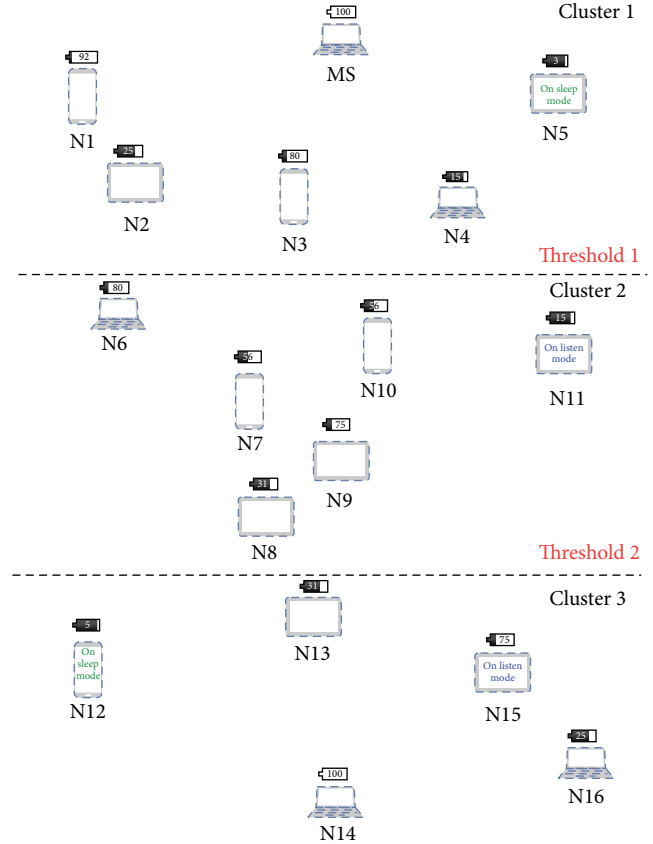 100
Cluster 1
MS
92
3
On sleep
mode
N1
N5
25
80
15
N2
N3
N4
Threshold 1
80
Cluster 2
56
15
N6
On listen
mode
56
N10
N11
75
N7
31
N9
N8
Threshold 2
31
Cluster 3
5
On
sleep
mode
N13
75
On listen
mode
N12
N15
25
100
N16
N14